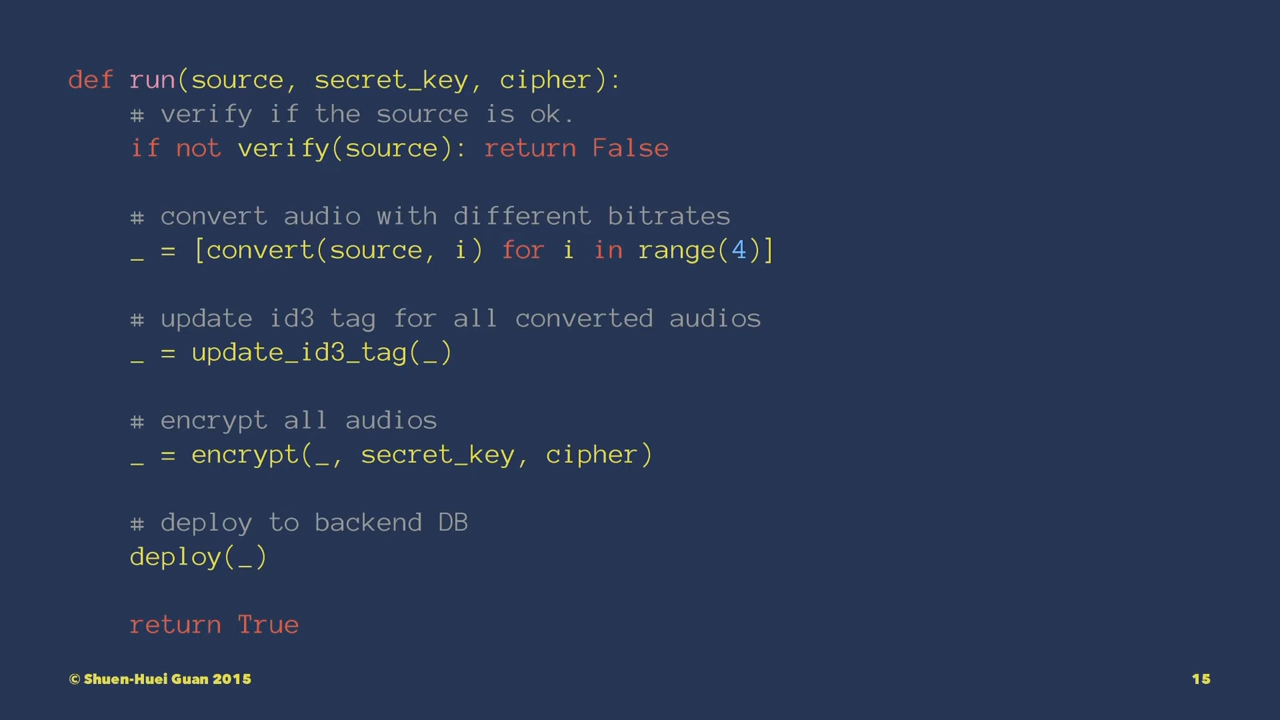 def run(source, secret_key, cipher):
# verify if the source is ok.
if not verify(source): return False
# convert audio with different bitrates
_ = [convert(source, i) for i in range(4)]
# update id3 tag for all converted audios
_ = update_id3_tag(_)
# encrypt all audios
_ = encrypt(_, secret_key, cipher)
# deploy to backend DB
deploy(_)
return True
© Shuen-Huei Guan 2015
15